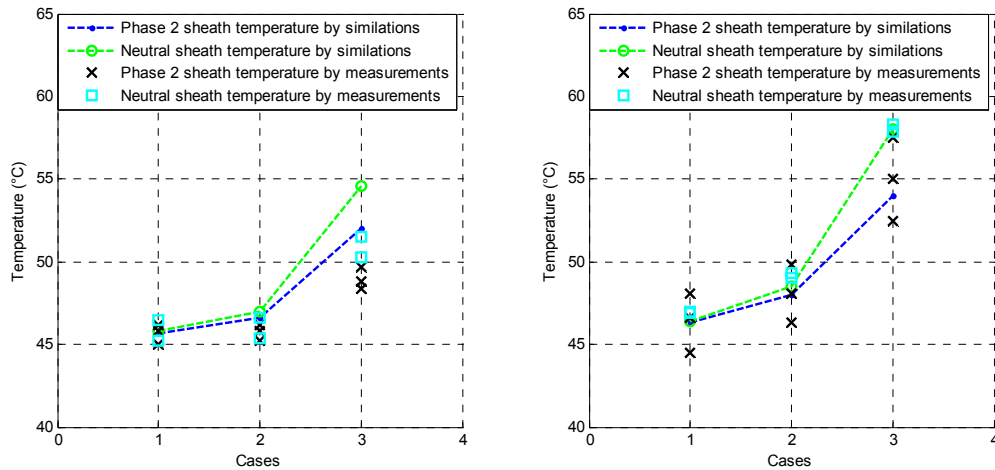 65
60
55
50
45
40
0
1
2
3
4
Temperature (°C)
Cases
Phase 2 sheath temperature by similations
Neutral sheath temperature by similations
Phase 2 sheath temperature by measurements
Neutral sheath temperature by measurements
65
60
55
50
45
40
0
1
2
3
4
Temperature (°C)
Cases
Phase 2 sheath temperature by similations
Neutral sheath temperature by similations
Phase 2 sheath temperature by measurements
Neutral sheath temperature by measurements